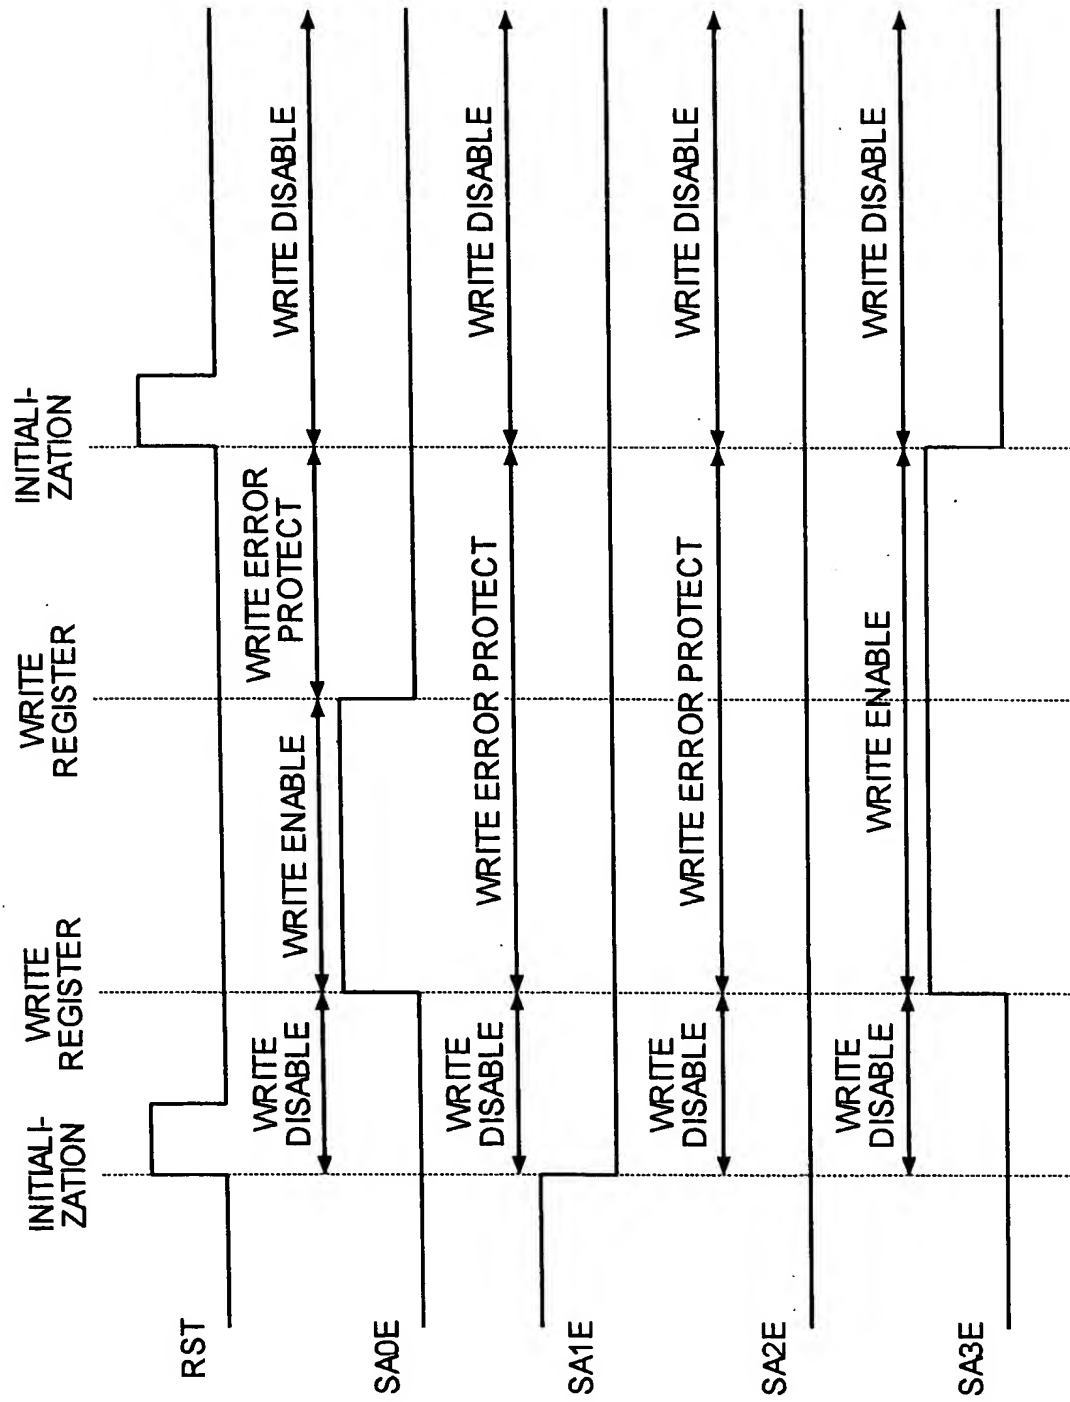 INITIALI-
ZATION
WRITE
REGISTER
WRITE
REGISTER
INITIALI-
ZATION
RST
WRITE
DISABLE
WRITE ENABLE
WRITE ERROR
PROTECT
WRITE DISABLE
SA0E
WRITE
DISABLE
WRITE ERROR PROTECT
WRITE DISABLE
SA1E
WRITE
DISABLE
WRITE ERROR PROTECT
WRITE DISABLE
SA2E
WRITE
DISABLE
WRITE ENABLE
WRITE DISABLE
SA3E